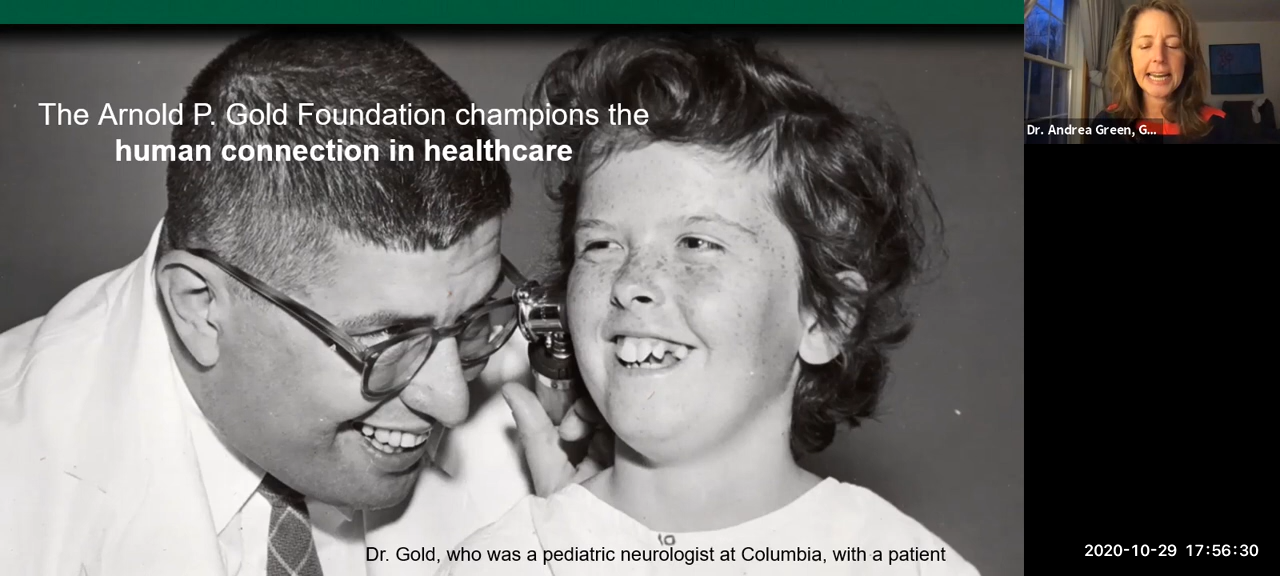 The Arnold P. Gold Foundation champions the
human connection in healthcare
Dr. Andrea Green, G...
10
Dr. Gold, who was a pediatric neurologist at Columbia, with a patient
2020-10-29 17:56:30